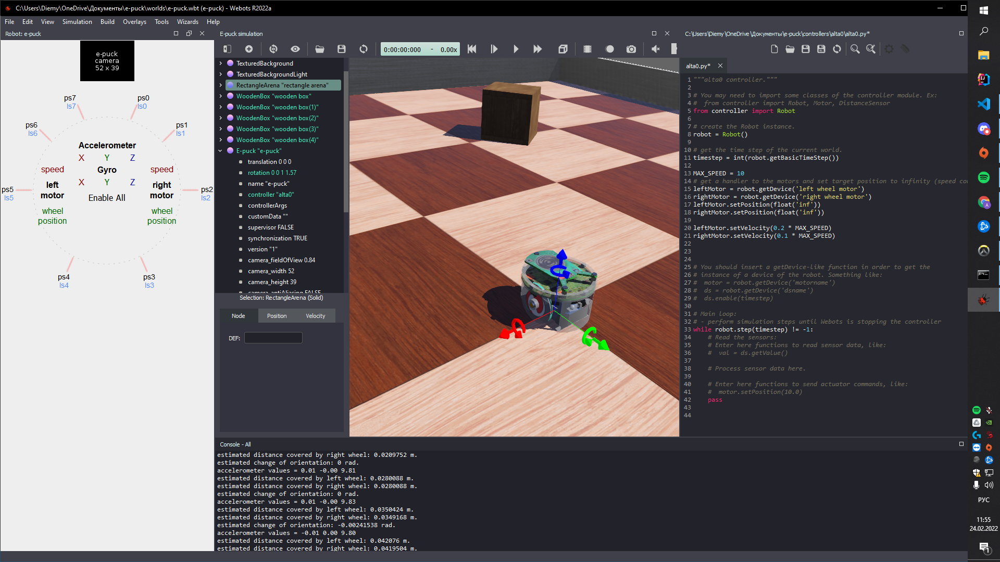 C:\Users\Diemy\OneDrive\Документы\e-puck\worlds\e-puck.wbt (e-puck) - Webots R2022a
File Edit View Simulation Build Overlays Tools Wizards Help
Robot: e-puck
e-puck
camera
52 x 39
ps7
ls7
ps0
ls0
ps6
ls6
ps1
ls1
Accelerometer
X Y Z
speed
Gyro
speed
X Y Z
left
motor
right
motor
Enable All
ps5
ls5
ps2
ls2
wheel
position
wheel
position
ps4
ls4
ps3
ls3
E-puck simulation
0:00:00:000 - 0.00x
TexturedBackground
TexturedBackgroundLight
RectangleArena "rectangle arena"
WoodenBox "wooden box"
WoodenBox "wooden box(1)"
WoodenBox "wooden box(2)"
WoodenBox "wooden box(3)"
WoodenBox "wooden box(4)"
E-puck "e-puck"
translation 0 0 0
rotation 0 0 1 1.57
name "e-puck"
controller "alta0"
controllerArgs
customData ""
supervisor FALSE
synchronization TRUE
version "1"
camera_fieldOfView 0.84
camera_width 52
camera_height 39
camera_antiAliasing FALSE
Selection: RectangleArena (Solid)
Node Position Velocity
DEF:
C:\Users\Diemy\OneDrive\Документы\e-puck\controllers\alta0\alta0.py*
alta0.py*
1 """alta0 controller."""
2
3 # You may need to import some classes of the controller module. Ex:
4 #  from controller import Robot, Motor, DistanceSensor
5 from controller import Robot
6
7 # create the Robot instance.
8 robot = Robot()
9
10 # get the time step of the current world.
11 timestep = int(robot.getBasicTimeStep())
12
13 MAX_SPEED = 10
14 # get a handler to the motors and set target position to infinity (speed con
15 leftMotor = robot.getDevice('left wheel motor')
16 rightMotor = robot.getDevice('right wheel motor')
17 leftMotor.setPosition(float('inf'))
18 rightMotor.setPosition(float('inf'))
19
20 leftMotor.setVelocity(0.2 * MAX_SPEED)
21 rightMotor.setVelocity(0.1 * MAX_SPEED)
22
23
24
25 # You should insert a getDevice-like function in order to get the
26 # instance of a device of the robot. Something like:
27 #  motor = robot.getDevice('motorname')
28 #  ds = robot.getDevice('dsname')
29 #  ds.enable(timestep)
30
31 # Main loop:
32 # - perform simulation steps until Webots is stopping the controller
33 while robot.step(timestep) != -1:
34     # Read the sensors:
35     # Enter here functions to read sensor data, like:
36     #  val = ds.getValue()
37
38     # Process sensor data here.
39
40     # Enter here functions to send actuator commands, like:
41     #  motor.setPosition(10.0)
42     pass
43
44
Console - All
estimated distance covered by right wheel: 0.0209752 m.
estimated change of orientation: 0 rad.
accelerometer values = 0.01 -0.00 9.81
estimated distance covered by left wheel: 0.0280088 m.
estimated distance covered by right wheel: 0.0280088 m.
estimated change of orientation: 0 rad.
accelerometer values = 0.01 -0.00 9.83
estimated distance covered by left wheel: 0.0350424 m.
estimated distance covered by right wheel: 0.0349168 m.
estimated change of orientation: -0.00241538 rad.
accelerometer values = -0.01 0.00 9.80
estimated distance covered by left wheel: 0.042076 m.
estimated distance covered by right wheel: 0.0419504 m.
РУС
11:55
24.02.2022
1